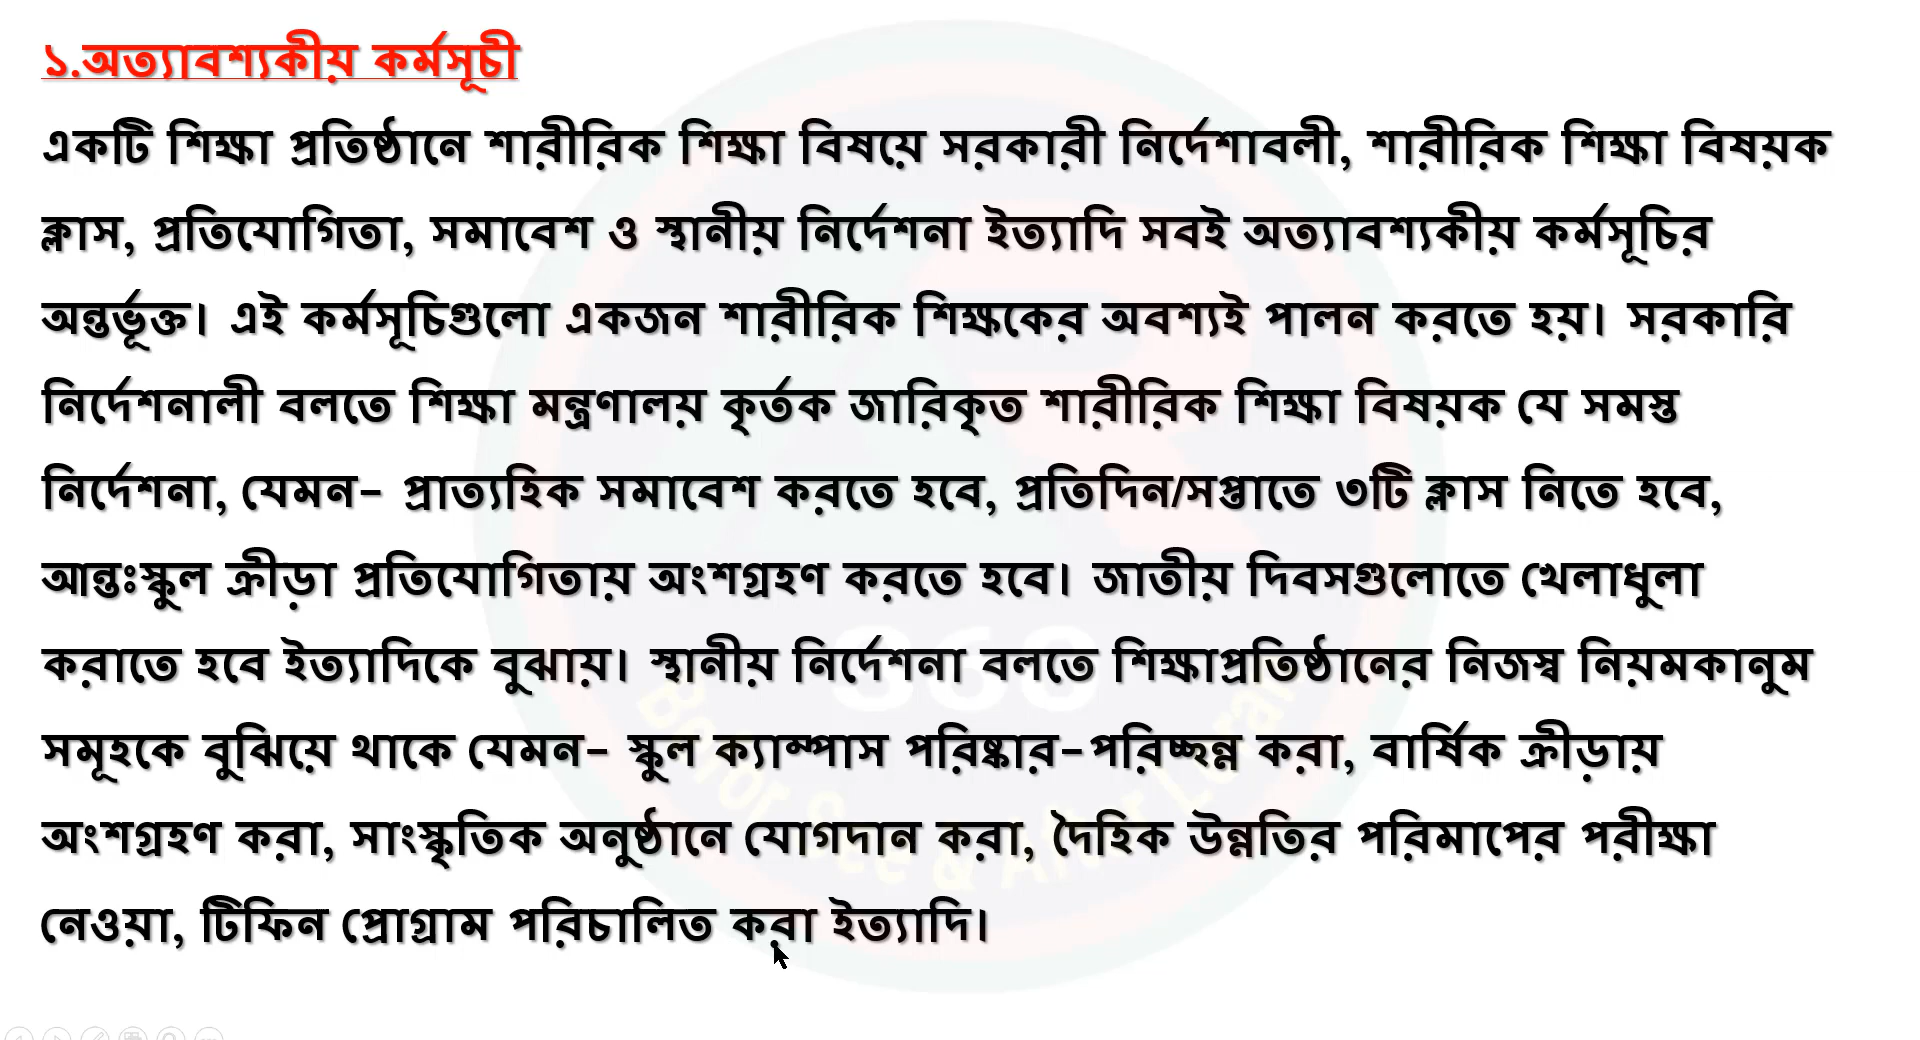 ১.অত্যাবশ্যকীয় কর্মসূচী
একটি শিক্ষা প্রতিষ্ঠানে শারীরিক শিক্ষা বিষয়ে সরকারী নির্দেশাবলী, শারীরিক শিক্ষা বিষয়ক
ক্লাস, প্রতিযোগিতা, সমাবেশ ও স্থানীয় নির্দেশনা ইত্যাদি সবই অত্যাবশ্যকীয় কর্মসূচির
অন্তর্ভূক্ত। এই কর্মসূচিগুলো একজন শারীরিক শিক্ষকের অবশ্যই পালন করতে হয়। সরকারি
নির্দেশনালী বলতে শিক্ষা মন্ত্রণালয় কৃর্তক জারিকৃত শারীরিক শিক্ষা বিষয়ক যে সমস্ত
নির্দেশনা, যেমন– প্রাত্যহিক সমাবেশ করতে হবে, প্রতিদিন/সপ্তাতে ৩টি ক্লাস নিতে হবে,
আন্তঃস্কুল ক্রীড়া প্রতিযোগিতায় অংশগ্রহণ করতে হবে। জাতীয় দিবসগুলোতে খেলাধুলা
করাতে হবে ইত্যাদিকে বুঝায়। স্থানীয় নির্দেশনা বলতে শিক্ষাপ্রতিষ্ঠানের নিজস্ব নিয়মকানুম
সমূহকে বুঝিয়ে থাকে যেমন– স্কুল ক্যাম্পাস পরিষ্কার–পরিচ্ছন্ন করা, বার্ষিক ক্রীড়ায়
অংশগ্রহণ করা, সাংস্কৃতিক অনুষ্ঠানে যোগদান করা, দৈহিক উন্নতির পরিমাপের পরীক্ষা
নেওয়া, টিফিন প্রোগ্রাম পরিচালিত করা ইত্যাদি।